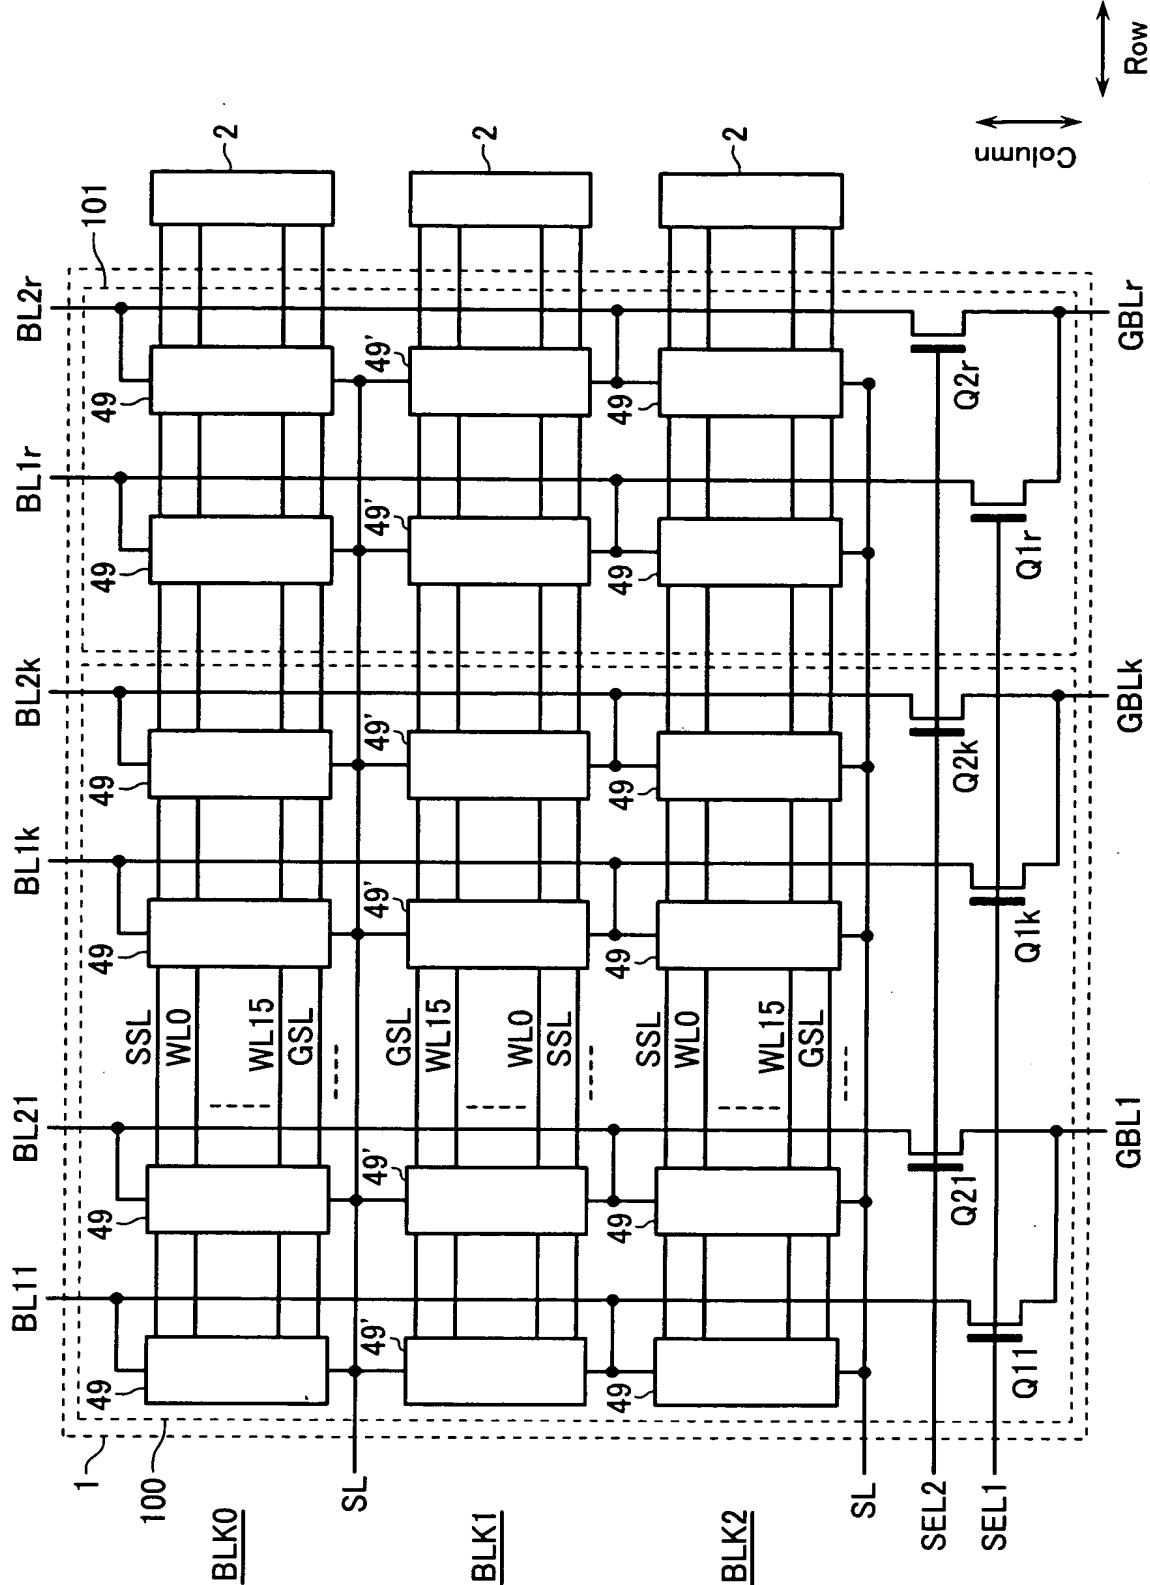 BL11
BL21
BL1k
BL2k
BL1r
BL2r
1
101
49
49
49
49
49
49
100
SSL
WL0
BLK0
2
WL15
GSL
SL
49'
49'
49'
49'
49'
49'
GSL
WL15
BLK1
2
WL0
SSL
49
49
49
49
49
49
SSL
WL0
BLK2
2
WL15
GSL
SL
SEL2
Q21
Q2k
Q2r
SEL1
Q11
Q1k
Q1r
Column
GBL1
GBLk
GBLr
Row